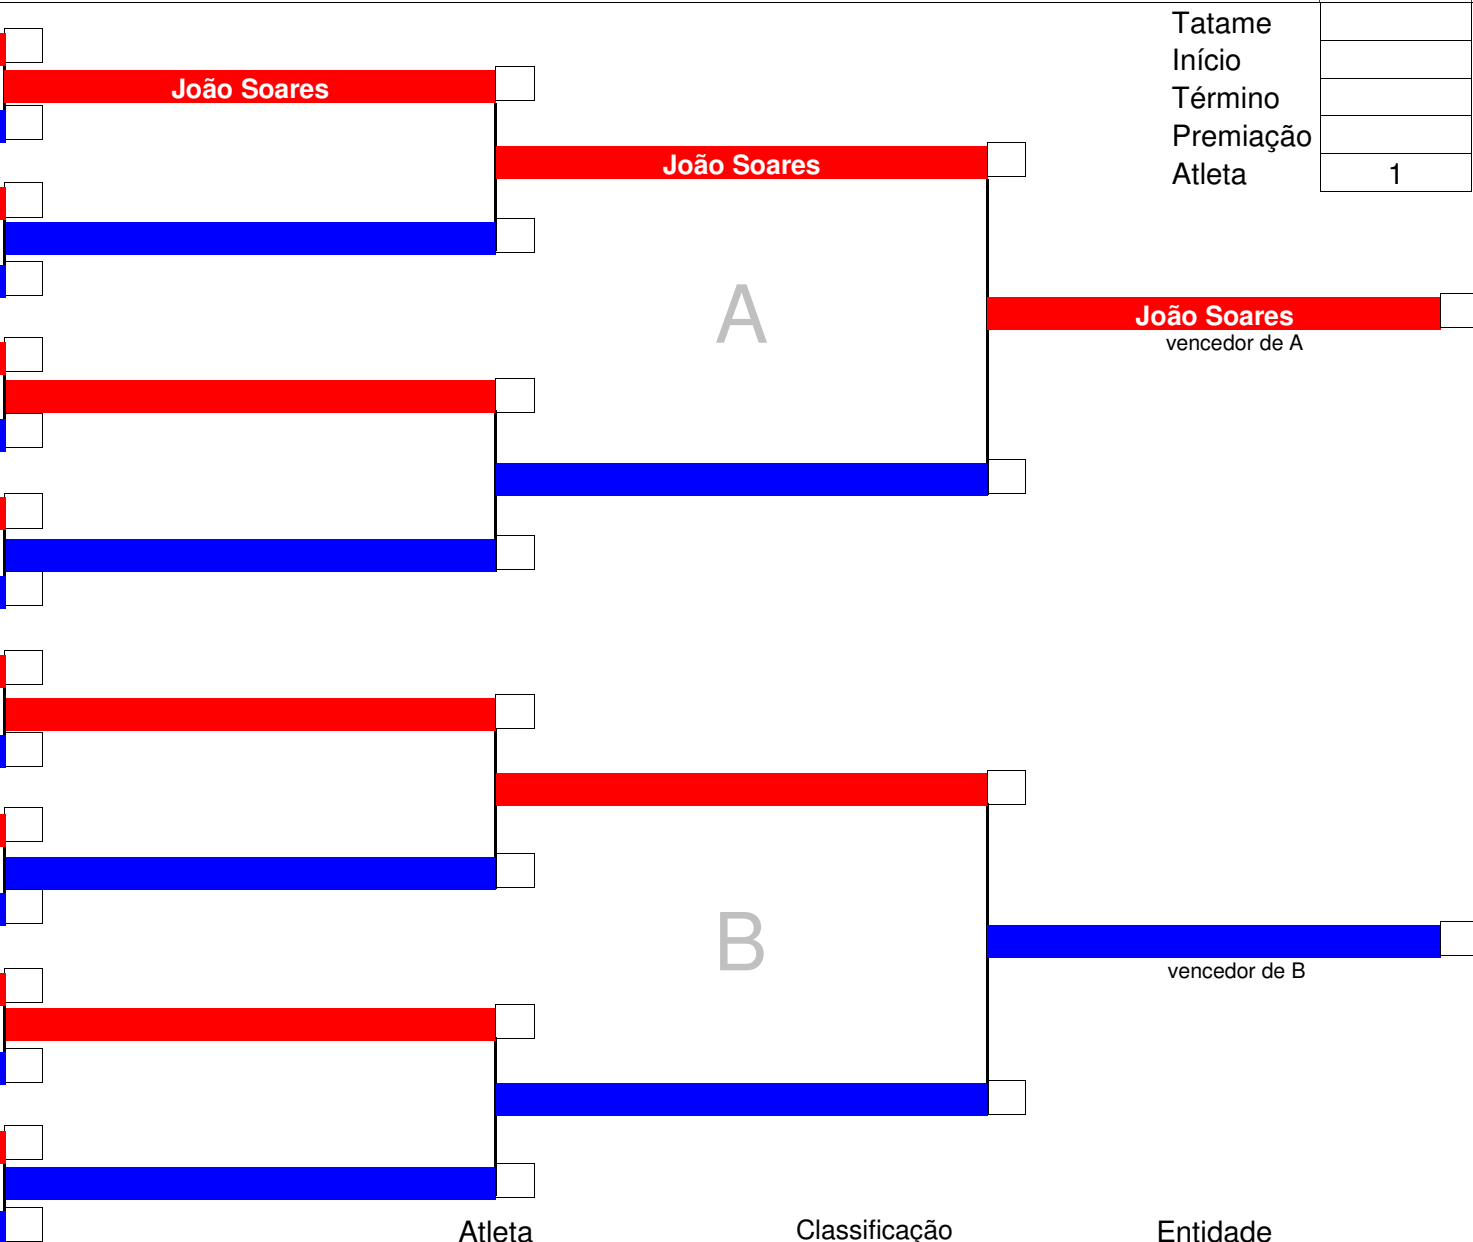 Tatame
Início
João Soares
Término
Premiação
João Soares
Atleta 1
A
João Soares
vencedor de A
B
vencedor de B
Atleta Classificação Entidade